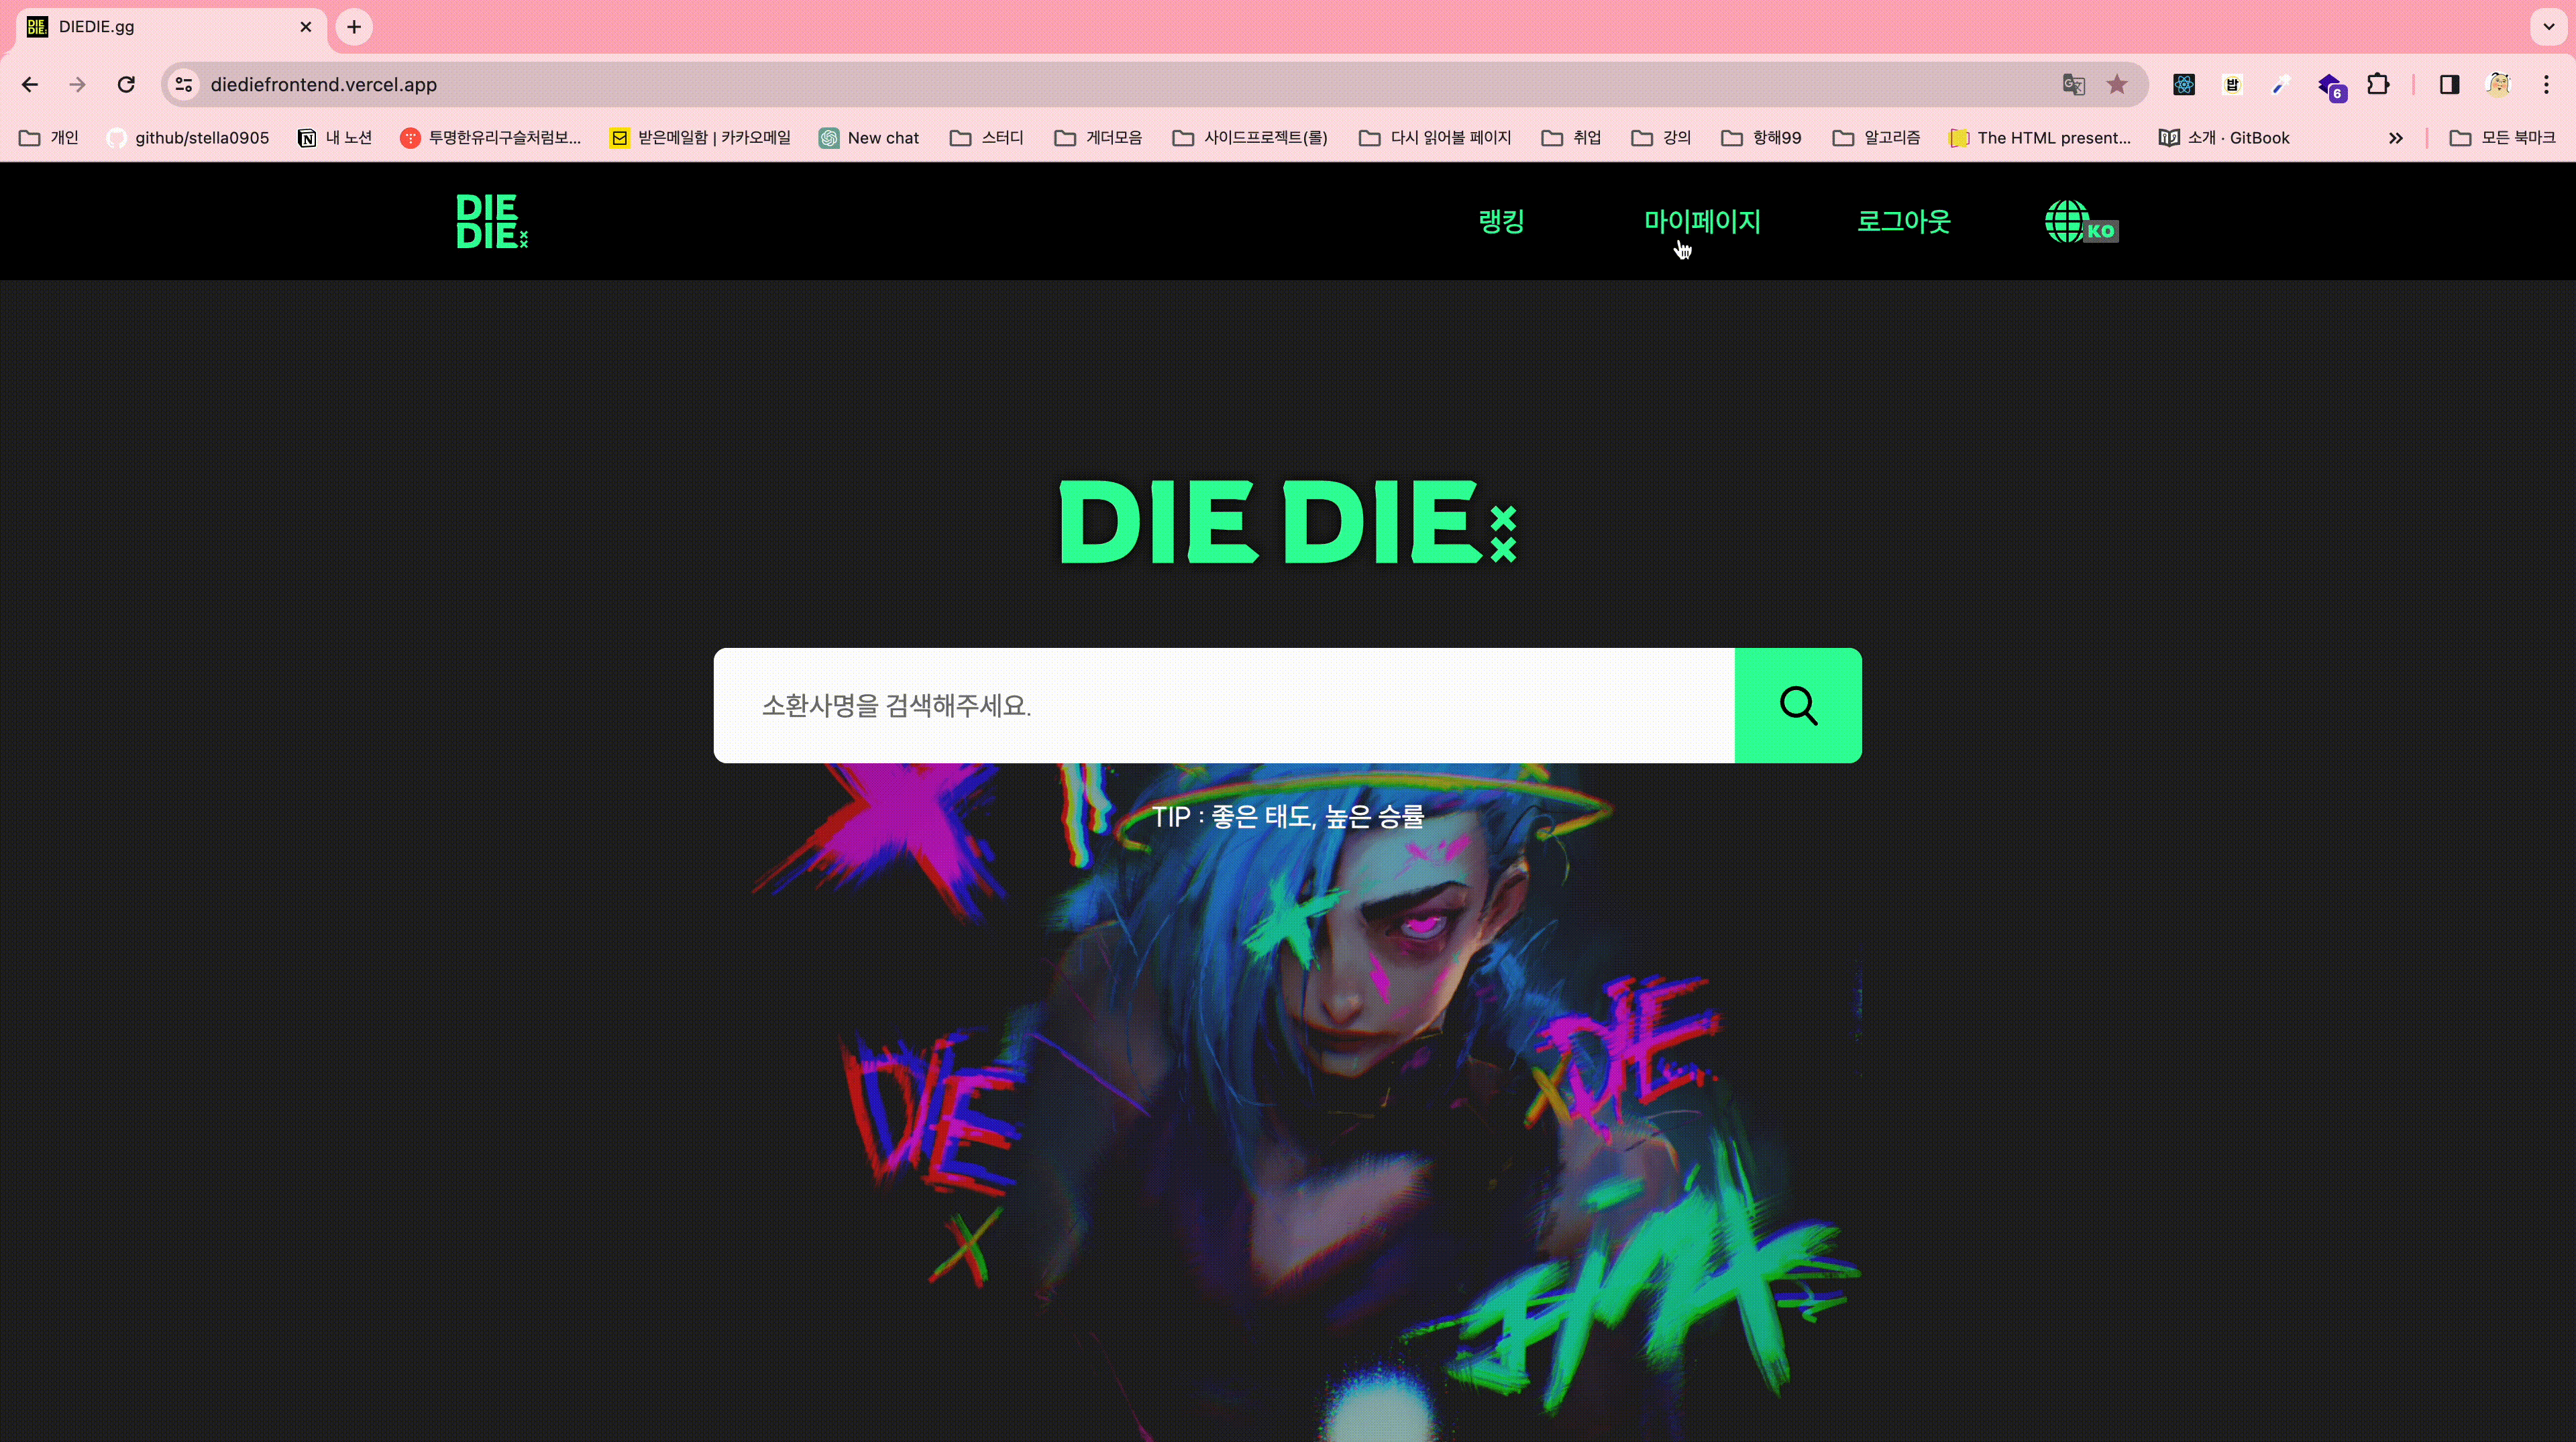 DIEDIE.gg
diediefrontend.vercel.app
6
개인 github/stella0905 내 노션 투명한유리구슬처럼보... 받은메일함 | 카카오메일 New chat 스터디 게더모음 사이드프로젝트(롤) 다시 읽어볼 페이지 취업 강의 항해99 알고리즘 The HTML present... 소개 · GitBook 모든 북마크
DIE
DIE
랭킹 마이페이지 로그아웃 KO
DIE DIE
소환사명을 검색해주세요.
TIP : 좋은 태도, 높은 승률
DIE
DIE